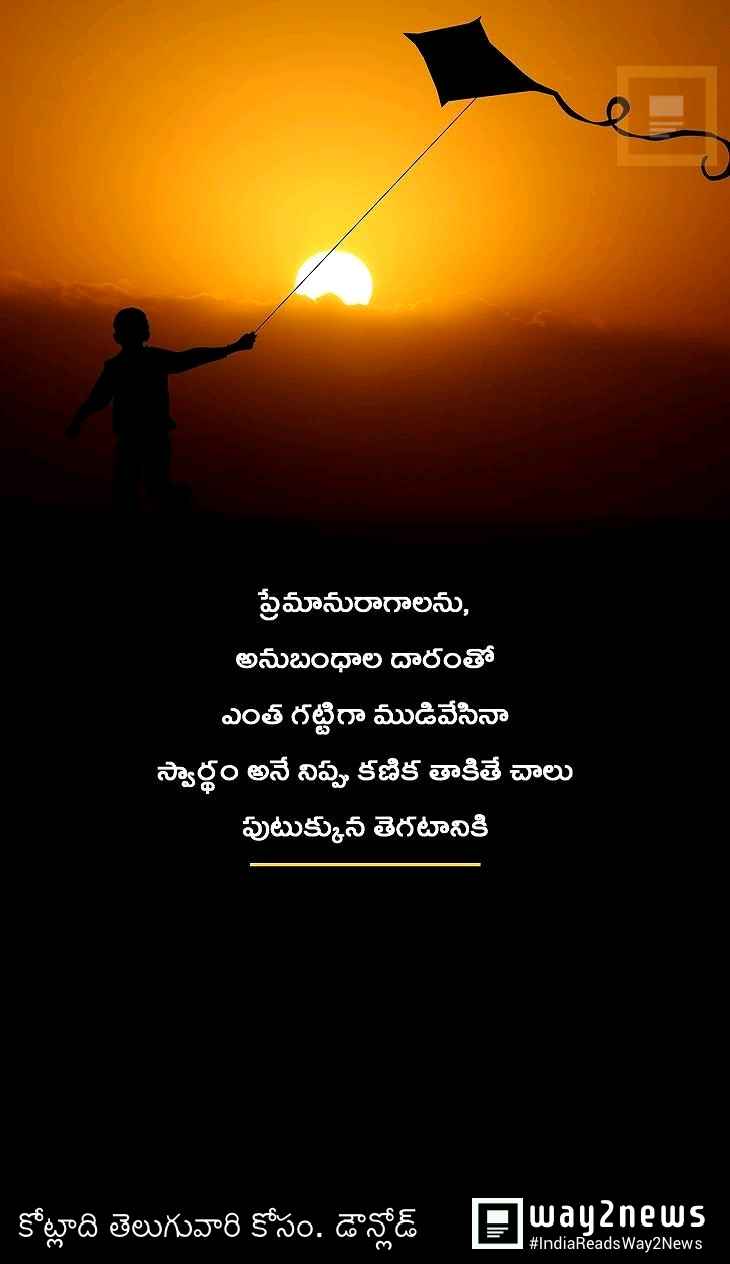 ప్రేమానురాగాలను,
అనుబంధాల దారంతో
ఎంత గట్టిగా ముడివేసినా
స్వార్థం అనే నిప్పు కణిక తాకితే చాలు
పుటుక్కున తెగటానికి
కోట్లాది తెలుగువారి కోసం. డౌన్లోడ్
way2news
#IndiaReadsWay2News